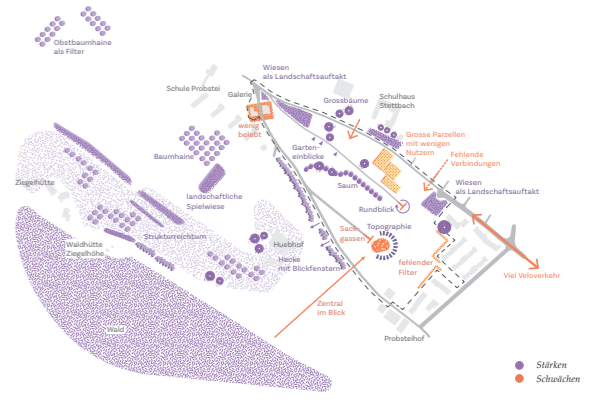 Obstbaumhaine
als Filter
Wiesen
als Landschaftsauftakt
Schule Probstei
Galerie
Grossbäume
Schulhaus
Stettbach
wenig
belebt
Grosse Parzellen
mit wenigen
Nutzern
Baumhaine
Garten-
einblicke
Fehlende
Verbindungen
Ziegelhütte
Saum
Wiesen
als Landschaftsauftakt
landschaftliche
Spielwiese
Rundblick
Sack-
gassen
Topographie
Strukturreichtum
Waldhütte
Ziegelhöhe
Huebhof
Hecke
mit Blickfenstern
fehlender
Filter
Viel Veloverkehr
Zentral
im Blick
Wald
Probsteihof
Stärken
Schwächen